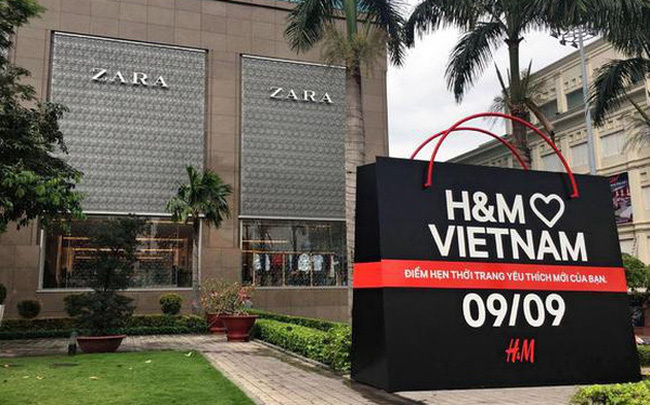 ZARA
ZARA
H&M ♡
VIETNAM
ĐIỂM HẸN THỜI TRANG YÊU THÍCH MỚI CỦA BẠN.
09/09
H&M